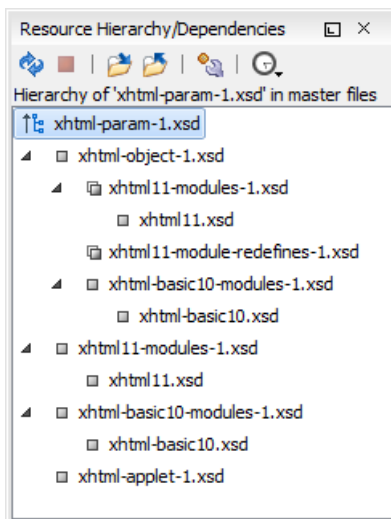 Resource Hierarchy/Dependencies
Hierarchy of 'xhtml-param-1.xsd' in master files
xhtml-param-1.xsd
xhtml-object-1.xsd
xhtml11-modules-1.xsd
xhtml11.xsd
xhtml11-module-redefines-1.xsd
xhtml-basic10-modules-1.xsd
xhtml-basic10.xsd
xhtml11-modules-1.xsd
xhtml11.xsd
xhtml-basic10-modules-1.xsd
xhtml-basic10.xsd
xhtml-applet-1.xsd